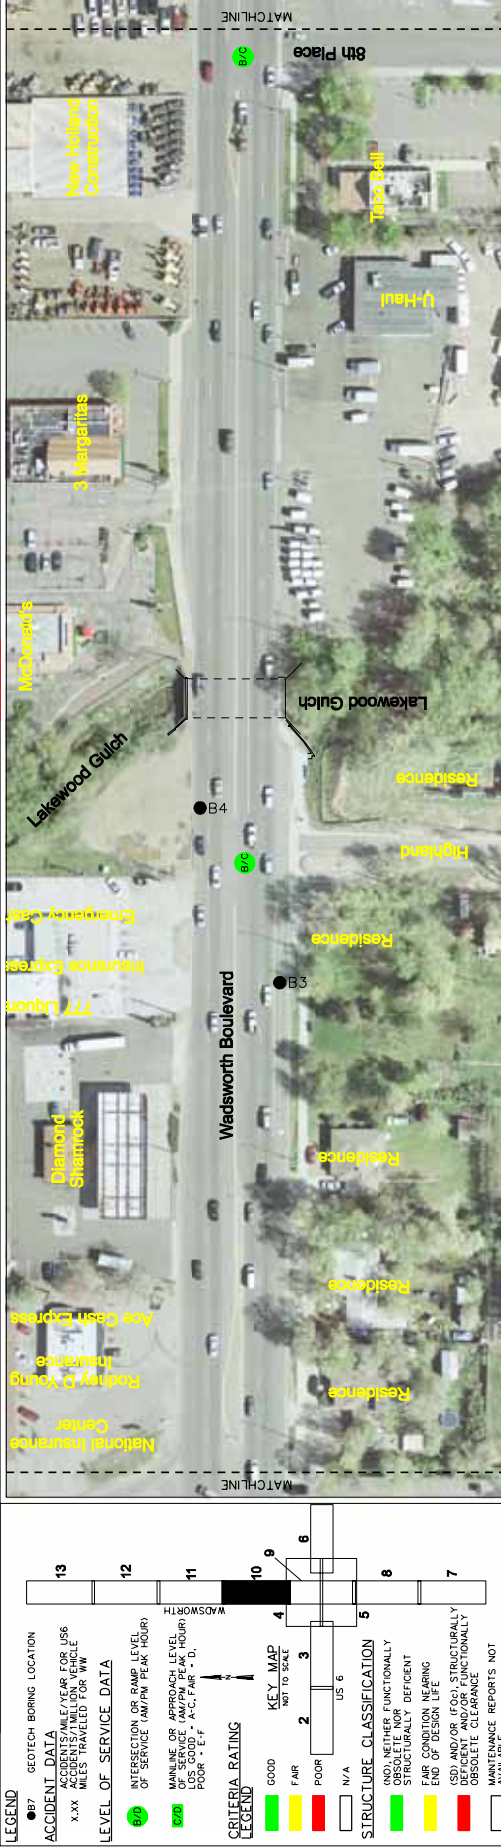 MATCHLINE
8th Place
B/C
New Holland
Construction
Taco Bell
U-Haul
3 Margaritas
McDonald's
Lakewood Gulch
Lakewood Gulch
Residence
B4
Highland
B/C
Emergency Cash
Insurance Express
777 Liquors
Residence
B3
Wadsworth Boulevard
Diamond
Shamrock
Residence
Ace Cash Express
Residence
Rodney D Young
Insurance
Residence
National Insurance
Center
MATCHLINE
LEGEND
B7 GEOTECH BORING LOCATION
ACCIDENT DATA
X.XX ACCIDENTS/MILE/YEAR FOR US6
ACCIDENTS/1MILLION VEHICLE
MILES TRAVELED FOR WW
LEVEL OF SERVICE DATA
B/D INTERSECTION OR RAMP LEVEL
OF SERVICE (AM/PM PEAK HOUR)
C/D MAINLINE OR APPROACH LEVEL
OF SERVICE (AM/PM PEAK HOUR)
LOS GOOD - A-C, FAIR - D,
POOR - E-F
CRITERIA RATING
LEGEND
GOOD
FAIR
POOR
N/A
N
KEY MAP
NOT TO SCALE
WADSWORTH
US 6
13
12
11
10
9
4
2
3
6
5
8
7
STRUCTURE CLASSIFICATION
(NO), NEITHER FUNCTIONALLY
OBSOLETE NOR
STRUCTURALLY DEFICIENT
FAIR CONDITION NEARING
END OF DESIGN LIFE
(SD) AND/OR (FOc), STRUCTURALLY
DEFICIENT AND/OR FUNCTIONALLY
OBSOLETE CLEARANCE
MAINTENANCE REPORTS NOT
AVAILABLE